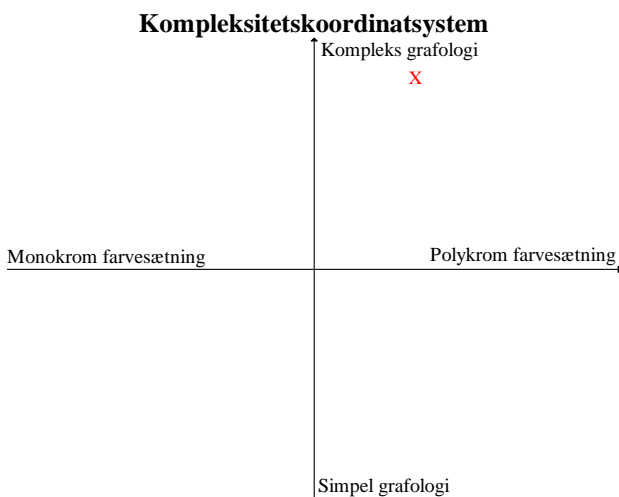 Kompleksitetskoordinatsystem
Kompleks grafologi
X
Monokrom farvesætning
Polykrom farvesætning
Simpel grafologi